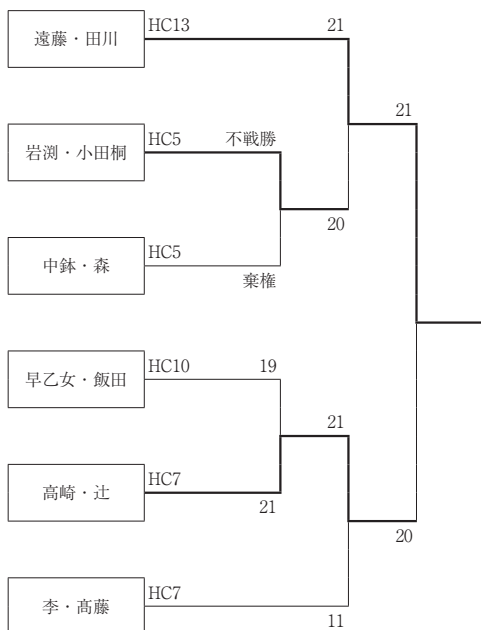 HC13 21
遠藤・田川
21
HC5 不戦勝
岩渕・小田桐
20
HC5
中鉢・森
棄権
HC10 19
早乙女・飯田
21
HC7
高崎・辻
21
20
HC7
李・髙藤
11